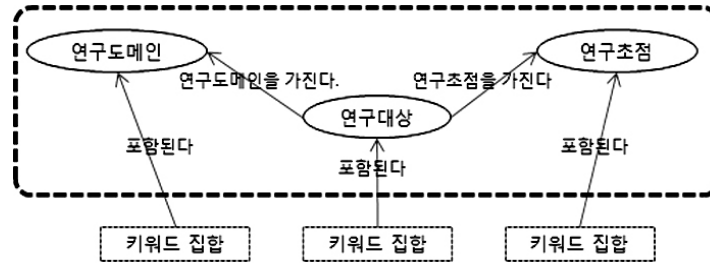 연구도메인
연구초점
연구도메인을 가진다.
연구초점을 가진다
연구대상
포함된다
포함된다
포함된다
키워드 집합
키워드 집합
키워드 집합